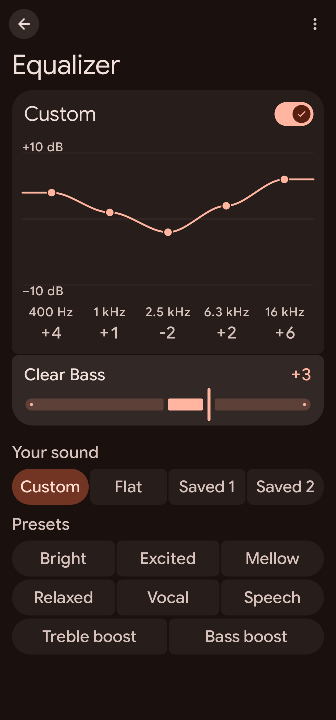 Equalizer
Custom
+10 dB
−10 dB
400 Hz 1 kHz 2.5 kHz 6.3 kHz 16 kHz
+4 +1 -2 +2 +6
Clear Bass +3
Your sound
Custom Flat Saved 1 Saved 2
Presets
Bright Excited Mellow
Relaxed Vocal Speech
Treble boost Bass boost